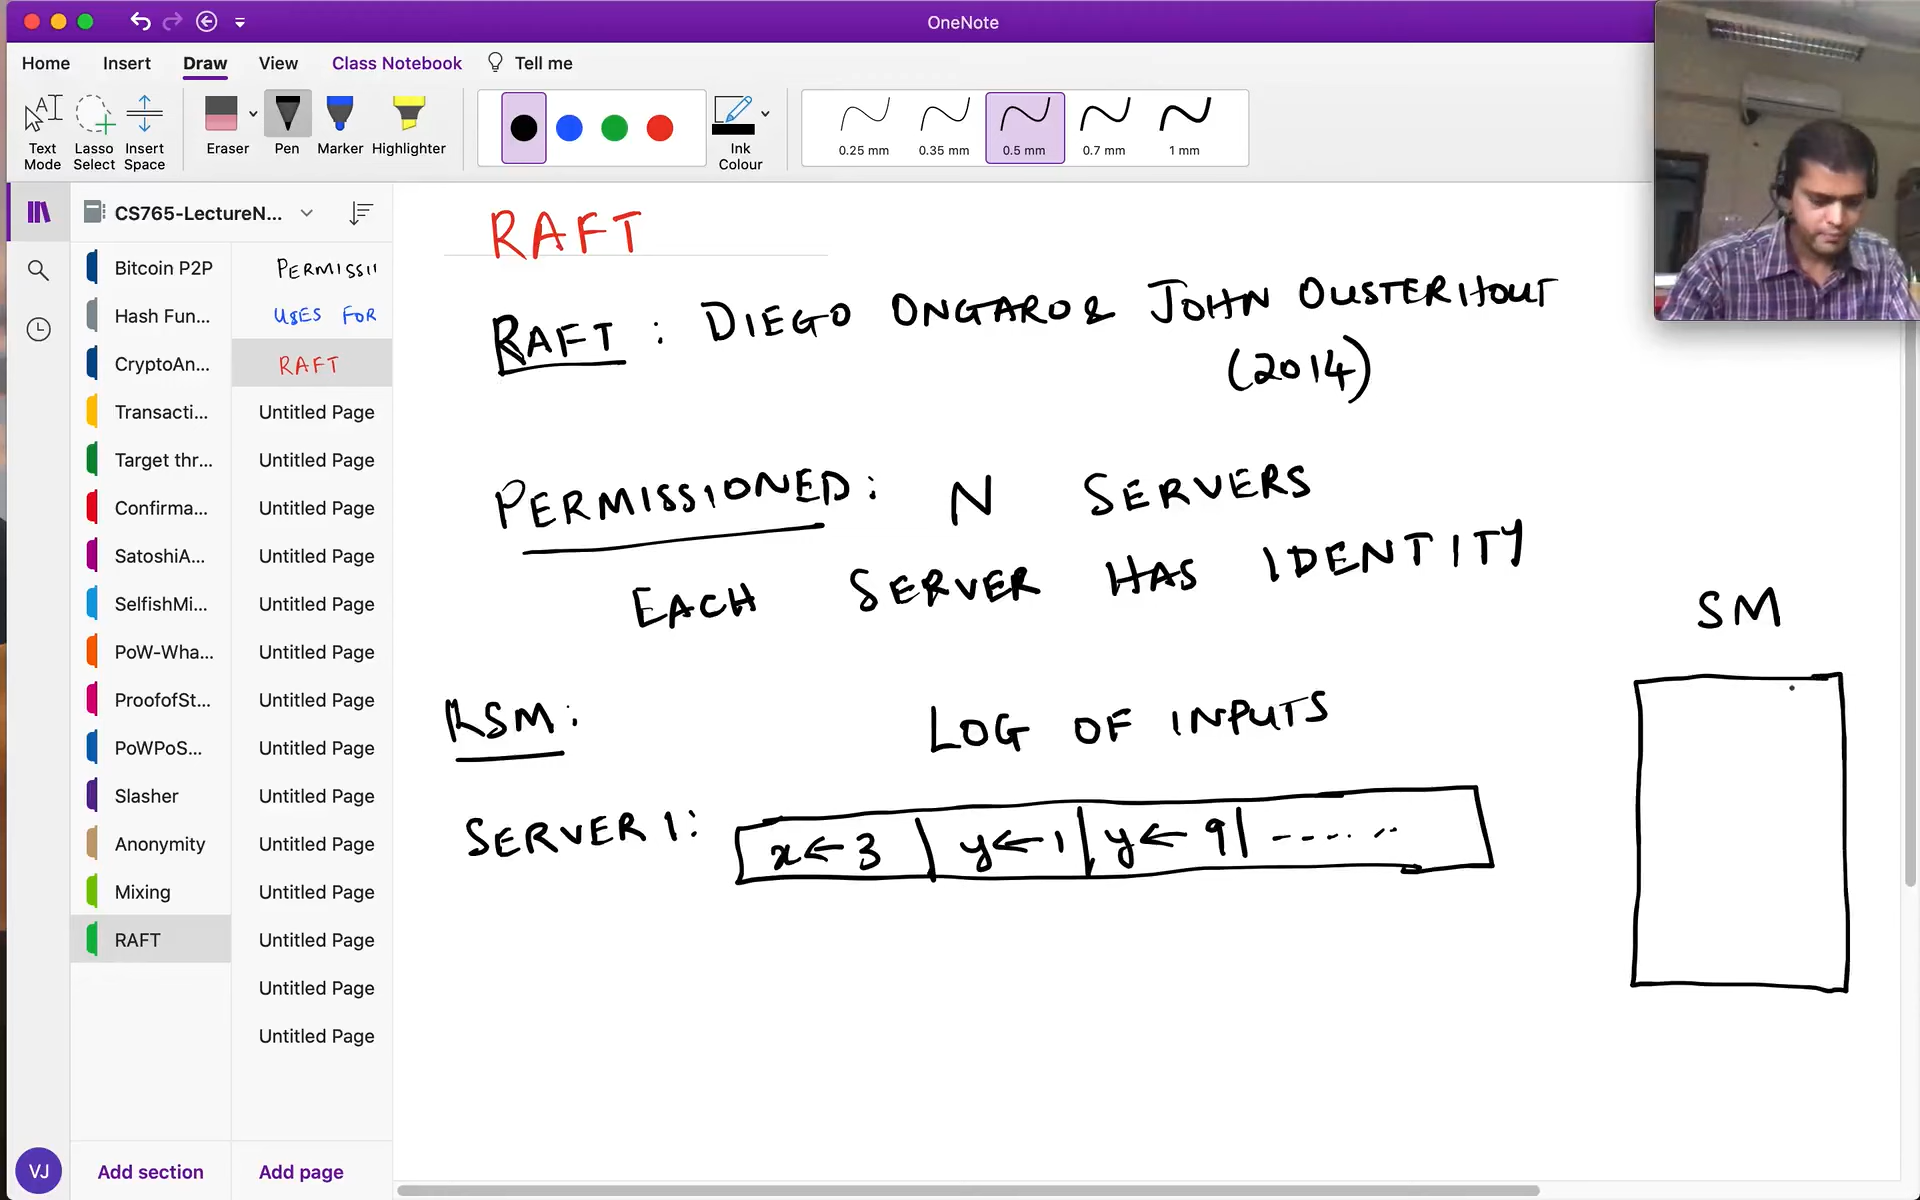 OneNote
Home Insert Draw View Class Notebook Tell me
Text Mode
Lasso Select
Insert Space
Eraser
Pen
Marker
Highlighter
Ink Colour
0.25 mm
0.35 mm
0.5 mm
0.7 mm
1 mm
CS765-LectureN...
Bitcoin P2P
Hash Fun...
CryptoAn...
Transacti...
Target thr...
Confirma...
SatoshiA...
SelfishMi...
PoW-Wha...
ProofofSt...
PoWPoS...
Slasher
Anonymity
Mixing
RAFT
Add section
PERMISSI
USES FOR
RAFT
Untitled Page
Untitled Page
Untitled Page
Untitled Page
Untitled Page
Untitled Page
Untitled Page
Untitled Page
Untitled Page
Untitled Page
Untitled Page
Untitled Page
Untitled Page
Untitled Page
Add page
VJ
RAFT
RAFT : DIEGO ONGARO & JOHN OUSTERHOUT
(2014)
PERMISSIONED: N SERVERS
EACH SERVER HAS IDENTITY
SM
RSM: LOG OF INPUTS
SERVER 1: x ← 3 y ← 1 y ← 9 ------